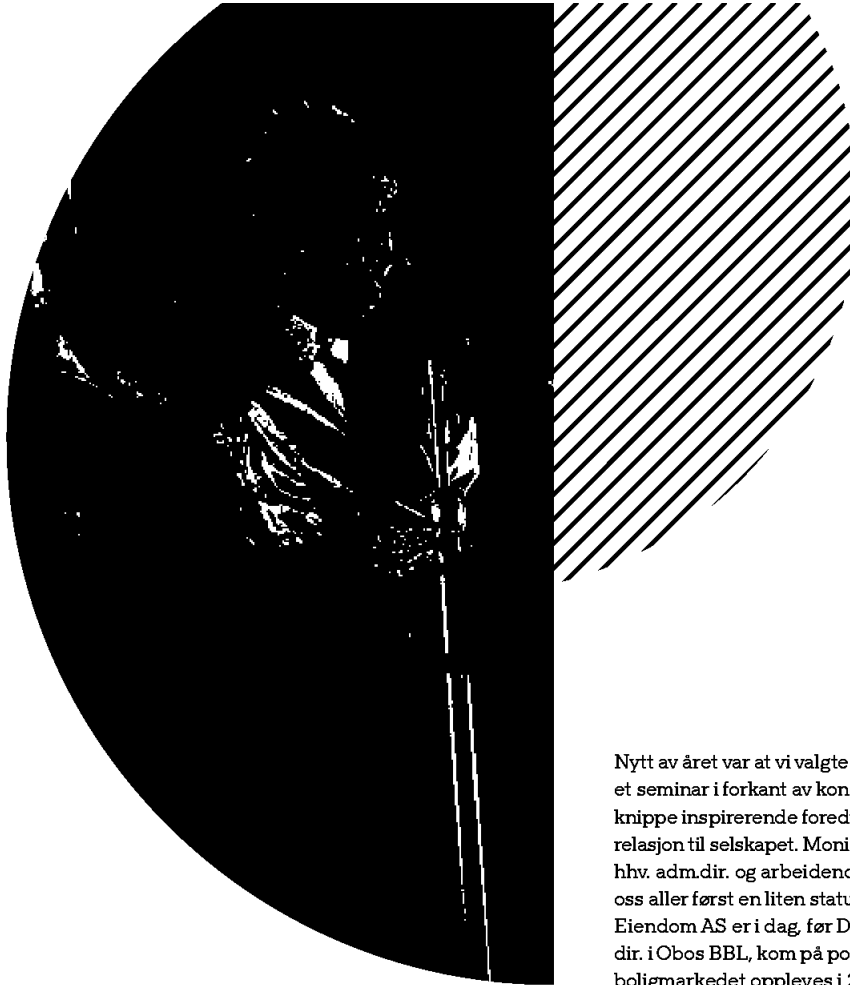 Nytt av året var at vi valgte
et seminar i forkant av kon
knippe inspirerende fored
relasjon til selskapet. Moni
hhv. adm.dir. og arbeidend
oss aller først en liten statu
Eiendom AS er i dag, før D
dir. i Obos BBL, kom på po
boligmarkedet oppleves i